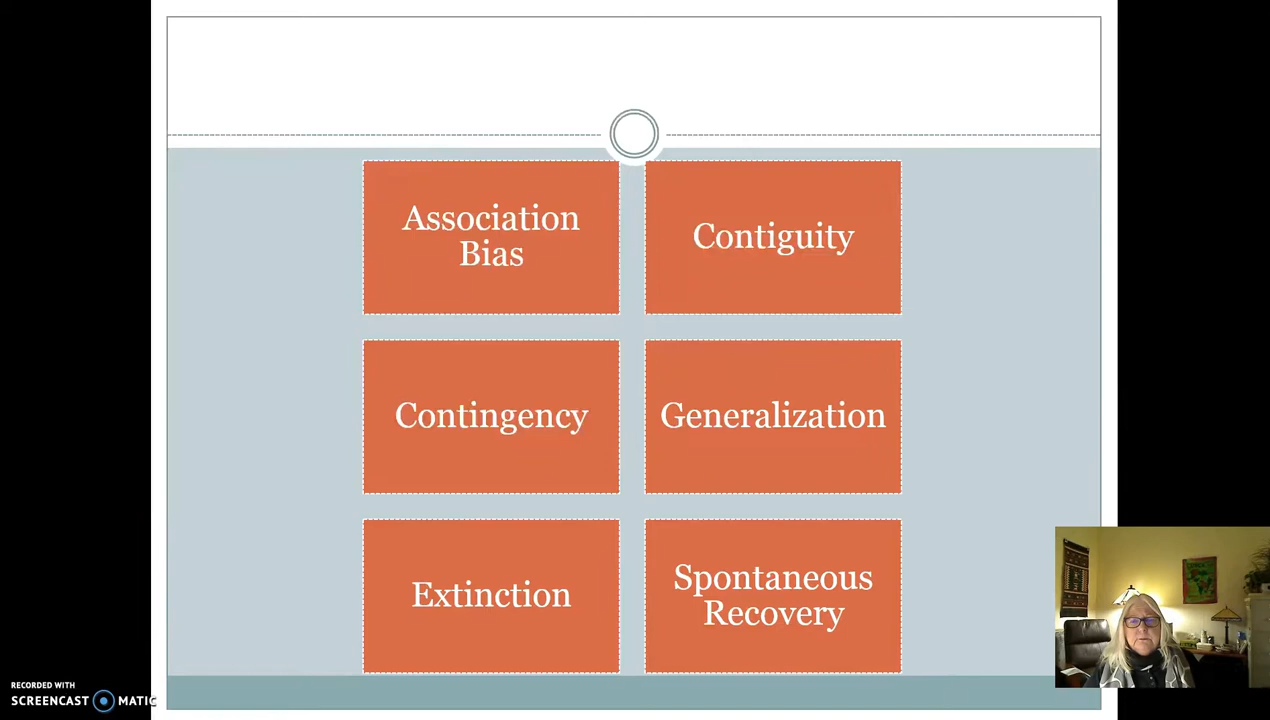 Association
Bias
Contiguity
Contingency
Generalization
Extinction
Spontaneous
Recovery
RECORDED WITH
SCREENCAST MATIC